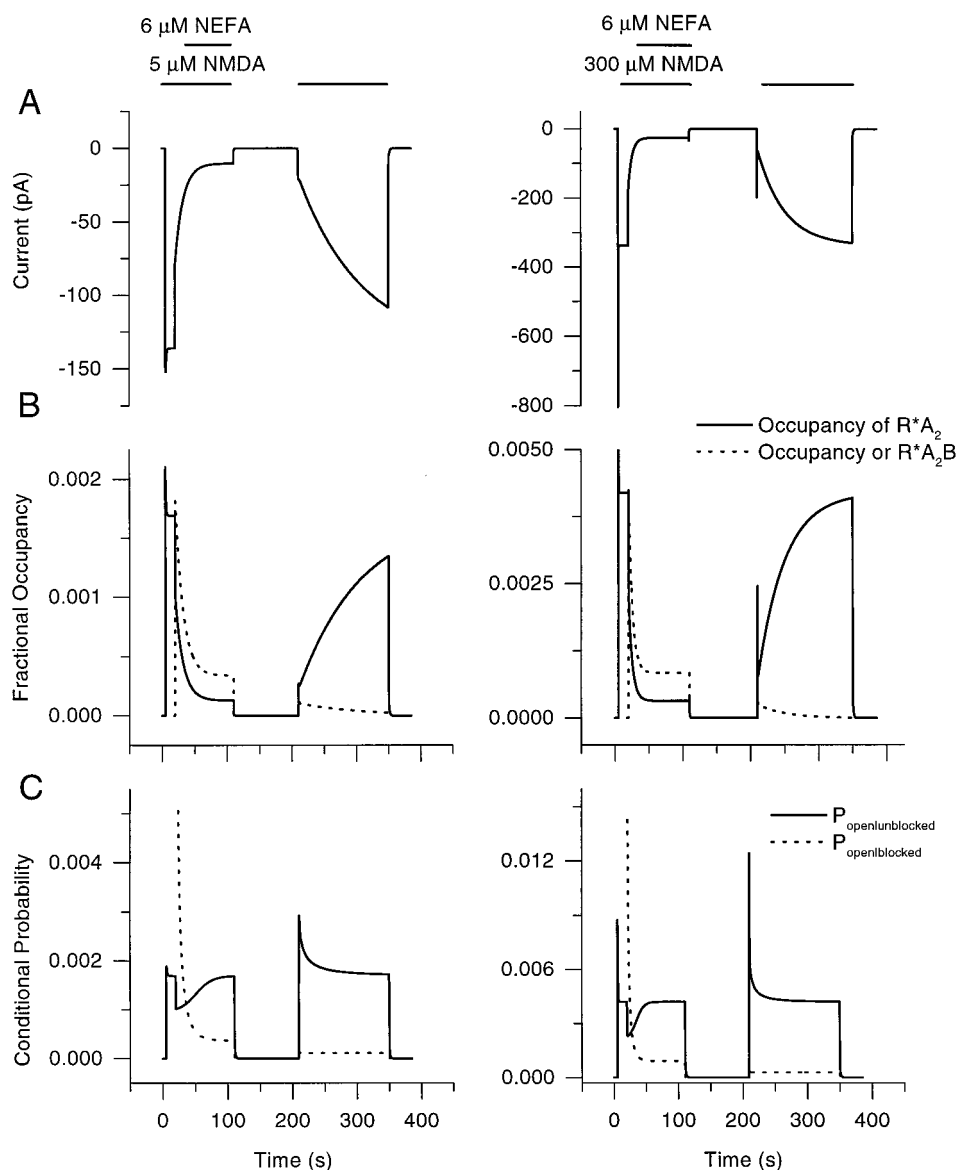 6 μM NEFA
5 μM NMDA
6 μM NEFA
300 μM NMDA
A
Current (pA)
0
-50
-100
-150
0
-200
-400
-600
-800
B
Fractional Occupancy
0.002
0.001
0.000
Occupancy of R*A2
Occupancy or R*A2B
0.0050
0.0025
0.0000
C
Conditional Probability
0.004
0.002
0.000
Popen|unblocked
Popen|blocked
0.012
0.006
0.000
0 100 200 300 400
0 100 200 300 400
Time (s)
Time (s)